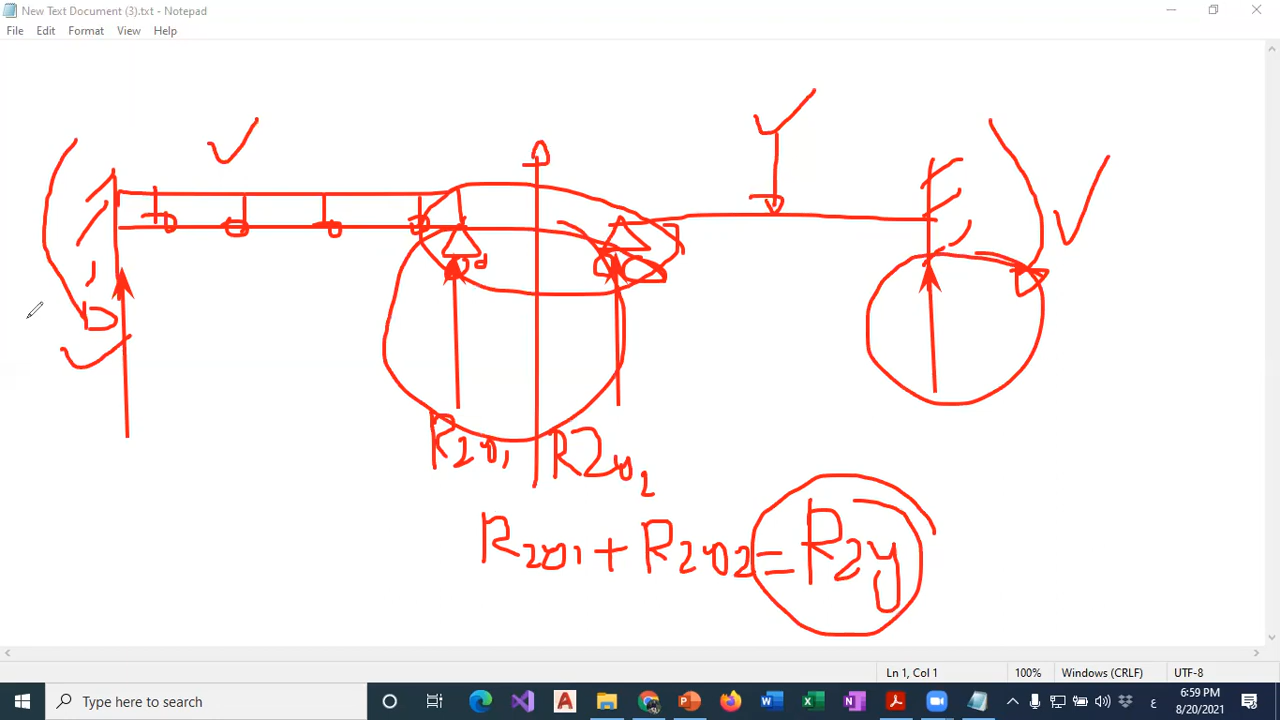 New Text Document (3).txt - Notepad
File Edit Format View Help
R2y1 R2y2
R2y1 + R2y2 = R2y
Ln 1, Col 1 100% Windows (CRLF) UTF-8
Type here to search
ع 6:59 PM
8/20/2021